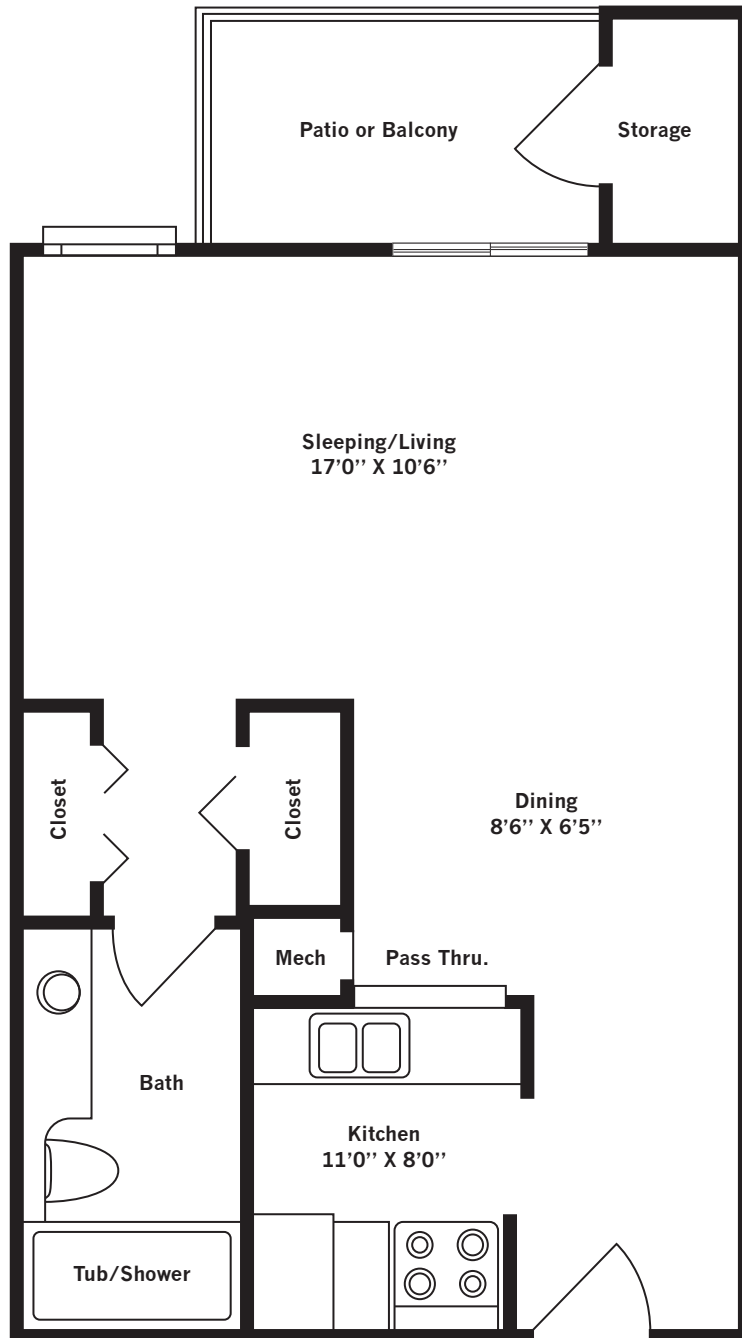 Patio or Balcony
Storage
Sleeping/Living
17’0’’ X 10’6’’
Closet
Closet
Dining
8’6’’ X 6’5’’
Mech
Pass Thru.
Bath
Kitchen
11’0’’ X 8’0’’
Tub/Shower